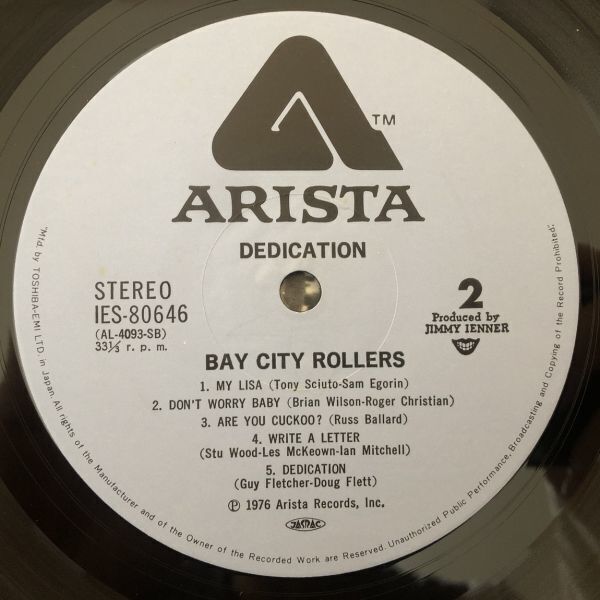 TM
ARISTA
DEDICATION
STEREO
IES-80646
(AL-4093-SB)
33⅓ r. p. m.
2
Produced by
JIMMY IENNER
BAY CITY ROLLERS
1. MY LISA (Tony Sciuto-Sam Egorin)
2. DON'T WORRY BABY (Brian Wilson-Roger Christian)
3. ARE YOU CUCKOO? (Russ Ballard)
4. WRITE A LETTER
(Stu Wood-Les McKeown-Ian Mitchell)
5. DEDICATION
(Guy Fletcher-Doug Flett)
Ⓟ 1976 Arista Records, Inc.
JASRAC
"Mfd. by TOSHIBA-EMI LTD. in Japan. All rights of the Manufacturer and of the Owner of the Recorded Work are Reserved. Unauthorized Public Performance, Broadcasting and Copying of the Record Prohibited."